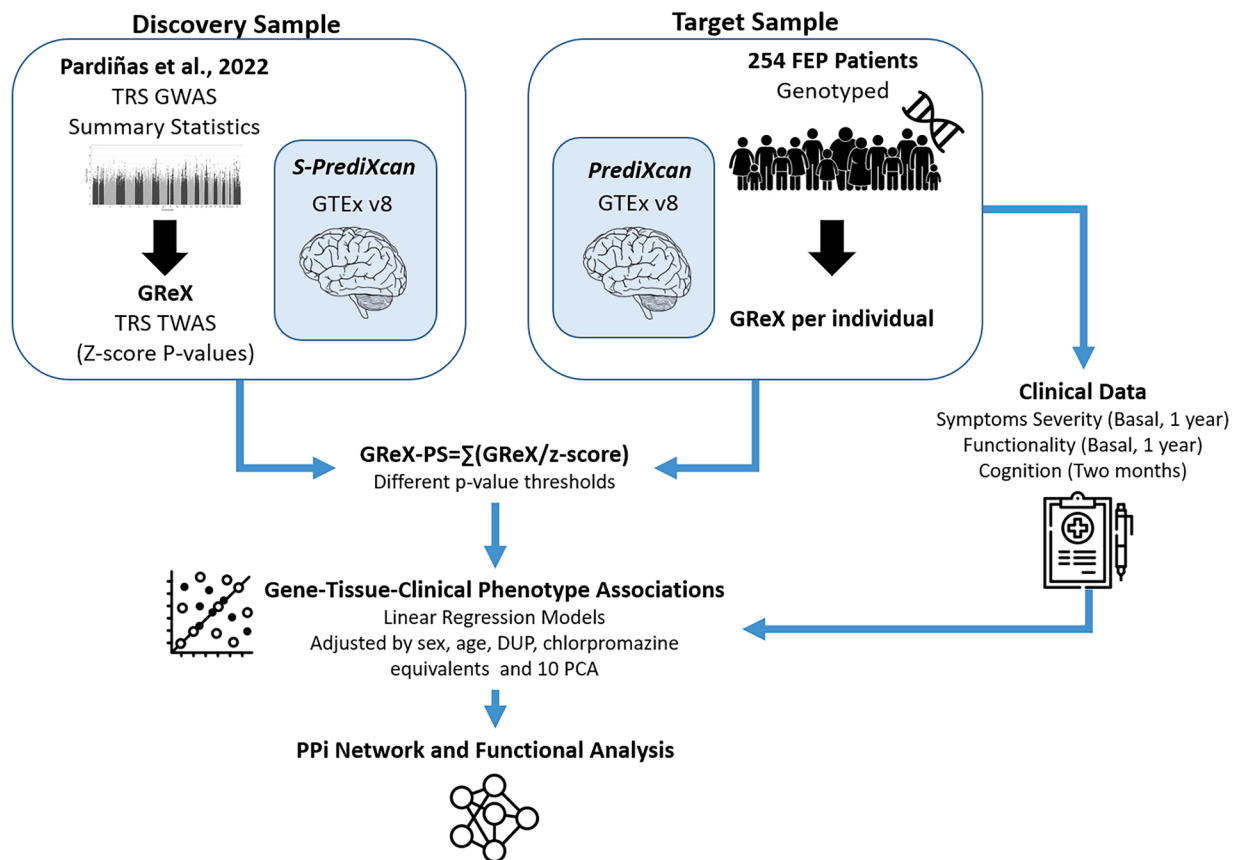 Discovery Sample
Pardiñas et al., 2022
TRS GWAS
Summary Statistics
S-PrediXcan
GTEx v8
GReX
TRS TWAS
(Z-score P-values)
Target Sample
254 FEP Patients
Genotyped
PrediXcan
GTEx v8
GReX per individual
Clinical Data
Symptoms Severity (Basal, 1 year)
Functionality (Basal, 1 year)
Cognition (Two months)
GReX-PS=∑(GReX/z-score)
Different p-value thresholds
Gene-Tissue-Clinical Phenotype Associations
Linear Regression Models
Adjusted by sex, age, DUP, chlorpromazine
equivalents and 10 PCA
PPi Network and Functional Analysis